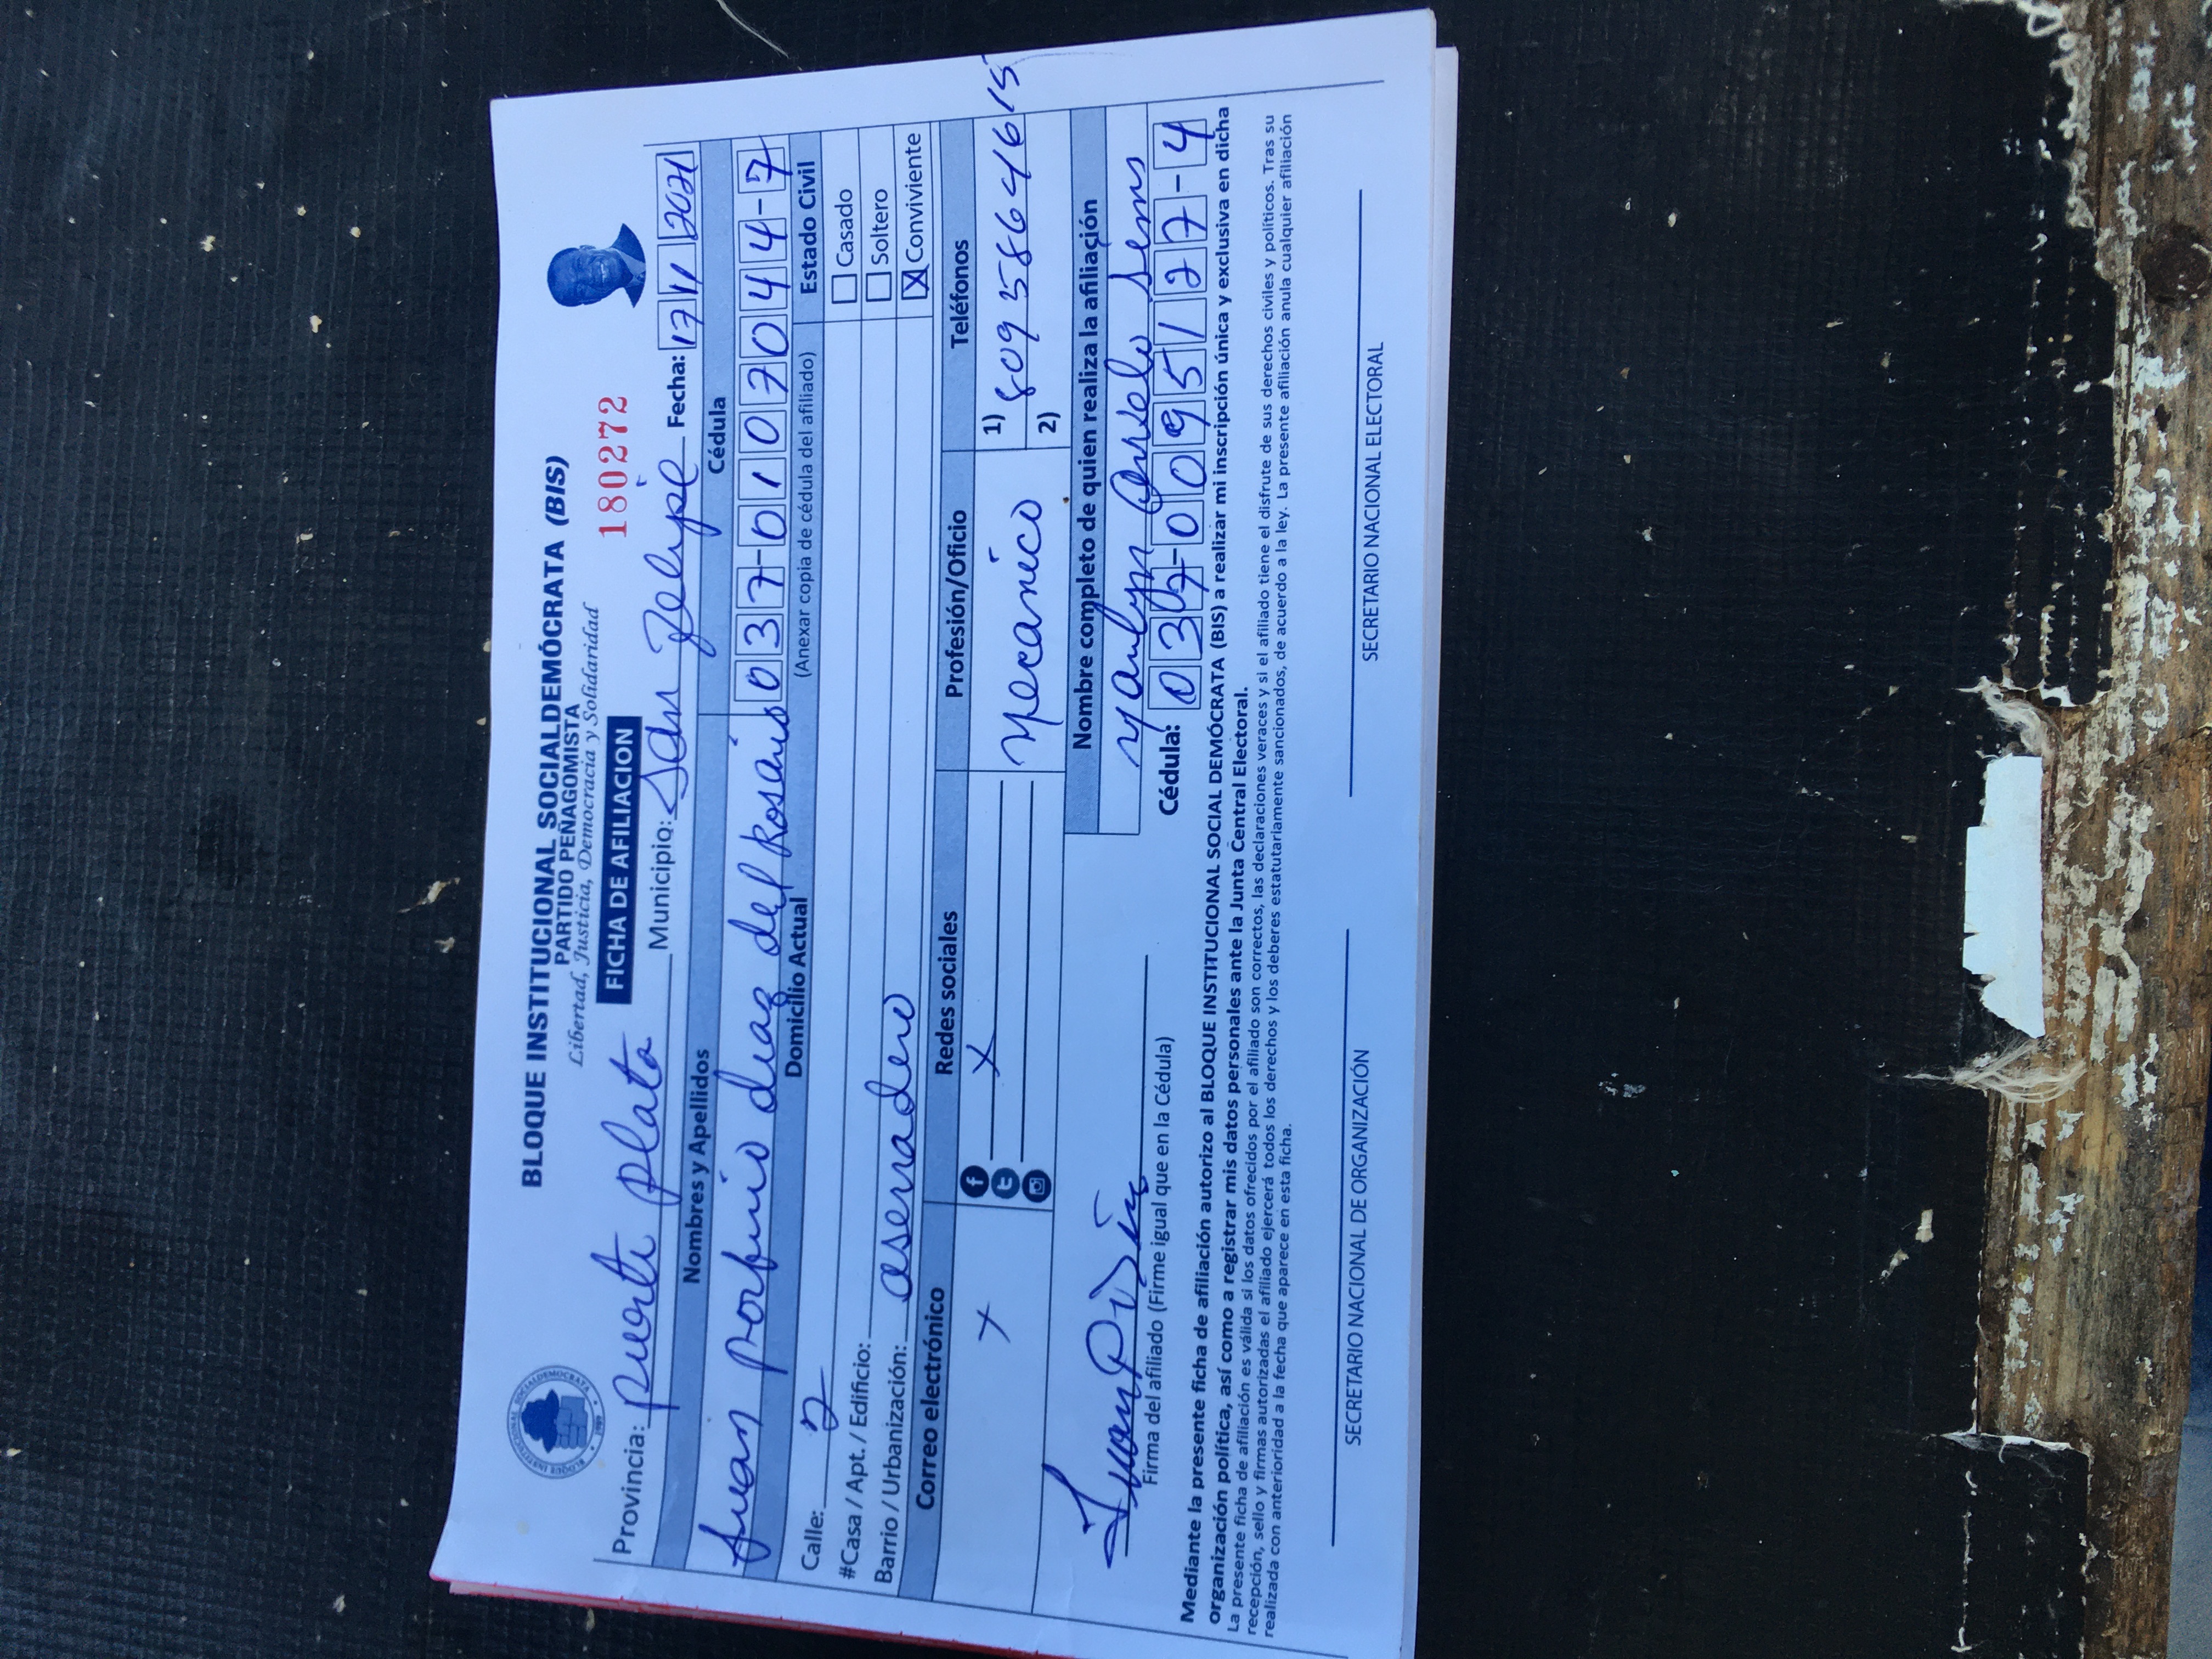 BLOQUE INSTITUCIONAL SOCIALDEMÓCRATA (BIS)
PARTIDO PEÑAGOMISTA
Libertad, Justicia, Democracia y Solidaridad
FICHA DE AFILIACION
180272
Provincia: puerto plata Municipio: San Felipe Fecha: 17 11 2021
Nombres y Apellidos Cédula
Juan porfirio diaz del Rosario 037-0107044-7
Domicilio Actual (Anexar copia de cédula del afiliado) Estado Civil
Calle: 2 Casado
#Casa / Apt. / Edificio: Soltero
Barrio / Urbanización: aserradero X Conviviente
Correo electrónico Redes sociales Profesión/Oficio Teléfonos
X X Mecanico 1) 809 586 4615
2)
Nombre completo de quien realiza la afiliación
Juan P Díaz
Firma del afiliado (Firme igual que en la Cédula) Cédula: 037-0095127-4
Mediante la presente ficha de afiliación autorizo al BLOQUE INSTITUCIONAL SOCIAL DEMÓCRATA (BIS) a realizar mi inscripción única y exclusiva en dicha
organización política, así como a registrar mis datos personales ante la Junta Central Electoral.
La presente ficha de afiliación es válida si los datos ofrecidos por el afiliado son correctos, las declaraciones veraces y si el afiliado tiene el disfrute de sus derechos civiles y políticos. Tras su
recepción, sello y firmas autorizadas el afiliado ejercerá todos los derechos y los deberes estatutariamente sancionados, de acuerdo a la ley. La presente afiliación anula cualquier afiliación
realizada con anterioridad a la fecha que aparece en esta ficha.
SECRETARIO NACIONAL DE ORGANIZACIÓN SECRETARIO NACIONAL ELECTORAL